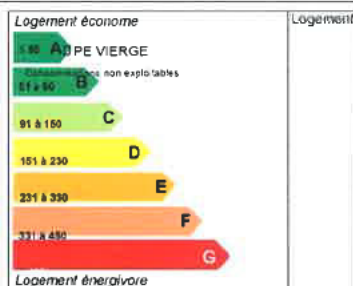 Logement économe
Logement
A DPE VIERGE
Consommations non exploitables
51 à 90 B
91 à 150 C
151 à 230 D
231 à 330 E
331 à 450 F
G
Logement énergivore